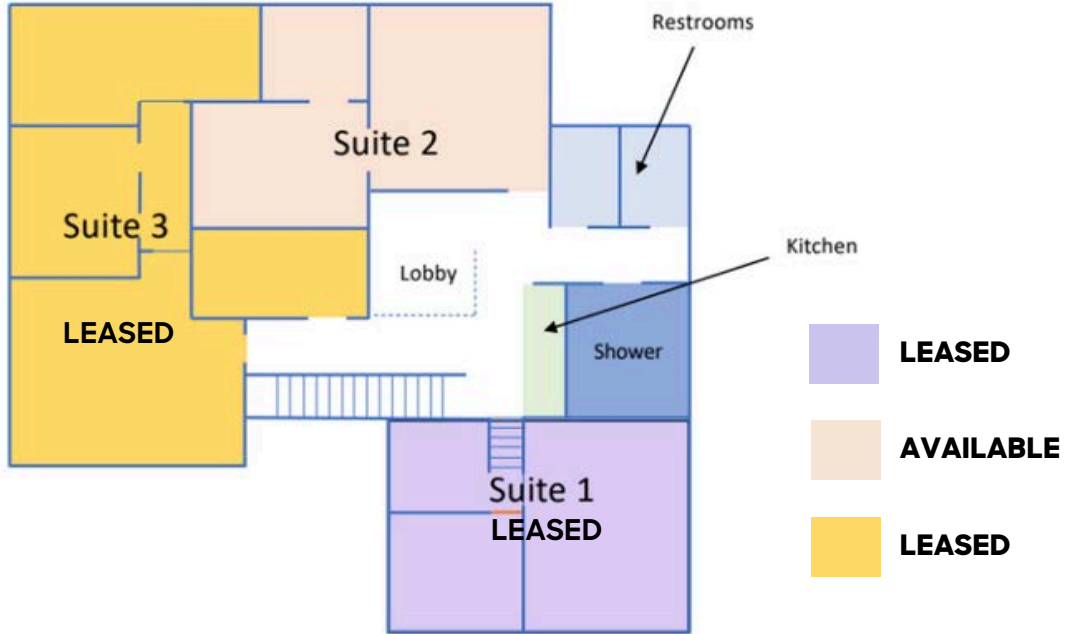 Restrooms
Suite 2
Suite 3
Kitchen
Lobby
LEASED
Shower
LEASED
AVAILABLE
Suite 1
LEASED
LEASED